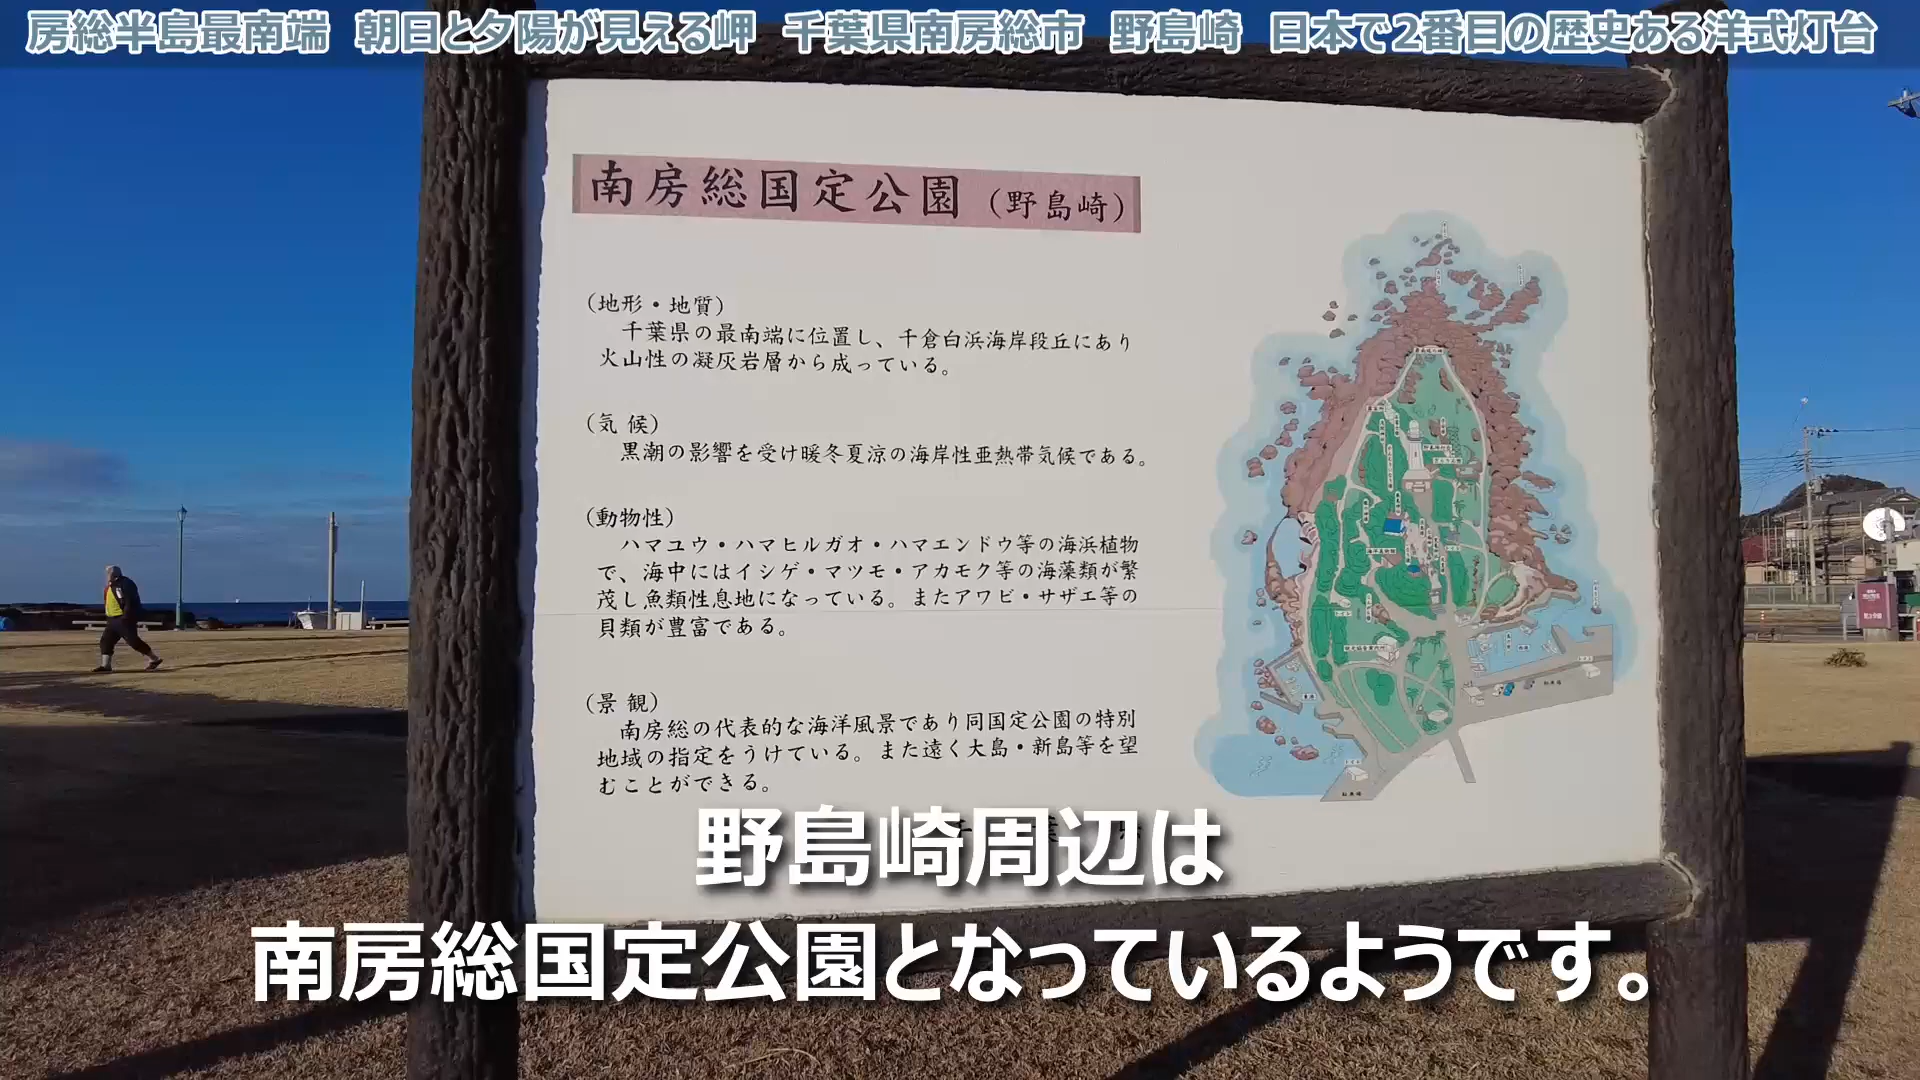 房総半島最南端 朝日と夕陽が見える岬 千葉県南房総市 野島崎 日本で2番目の歴史ある洋式灯台
南房総国定公園（野島崎）
（地形・地質）
千葉県の最南端に位置し、千倉白浜海岸段丘にあり
火山性の凝灰岩層から成っている。
（気候）
黒潮の影響を受け暖冬夏涼の海岸性亜熱帯気候である。
（動物性）
ハマユウ・ハマヒルガオ・ハマエンドウ等の海浜植物
で、海中にはイシゲ・マツモ・アカモク等の海藻類が繁
茂し魚類性息地になっている。またアワビ・サザエ等の
貝類が豊富である。
（景観）
南房総の代表的な海洋風景であり同国定公園の特別
地域の指定をうけている。また遠く大島・新島等を望
むことができる。
野島崎周辺は
南房総国定公園となっているようです。